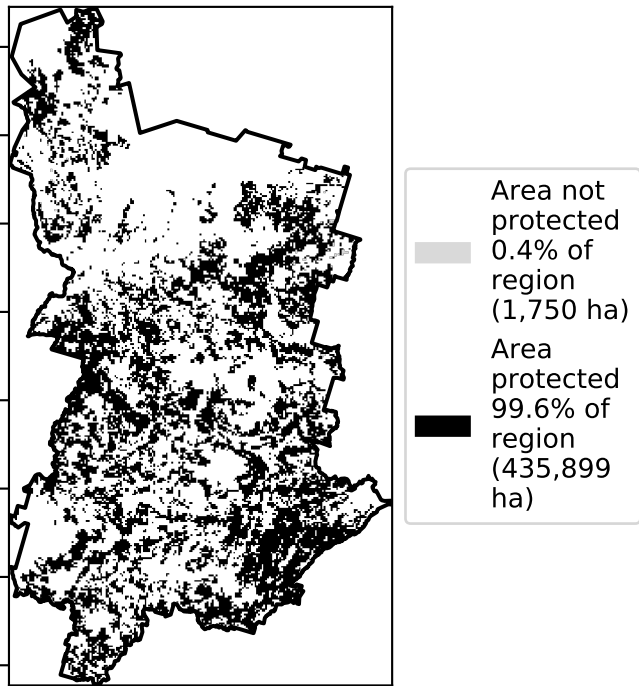 Area not
protected
0.4% of
region
(1,750 ha)
Area
protected
99.6% of
region
(435,899
ha)